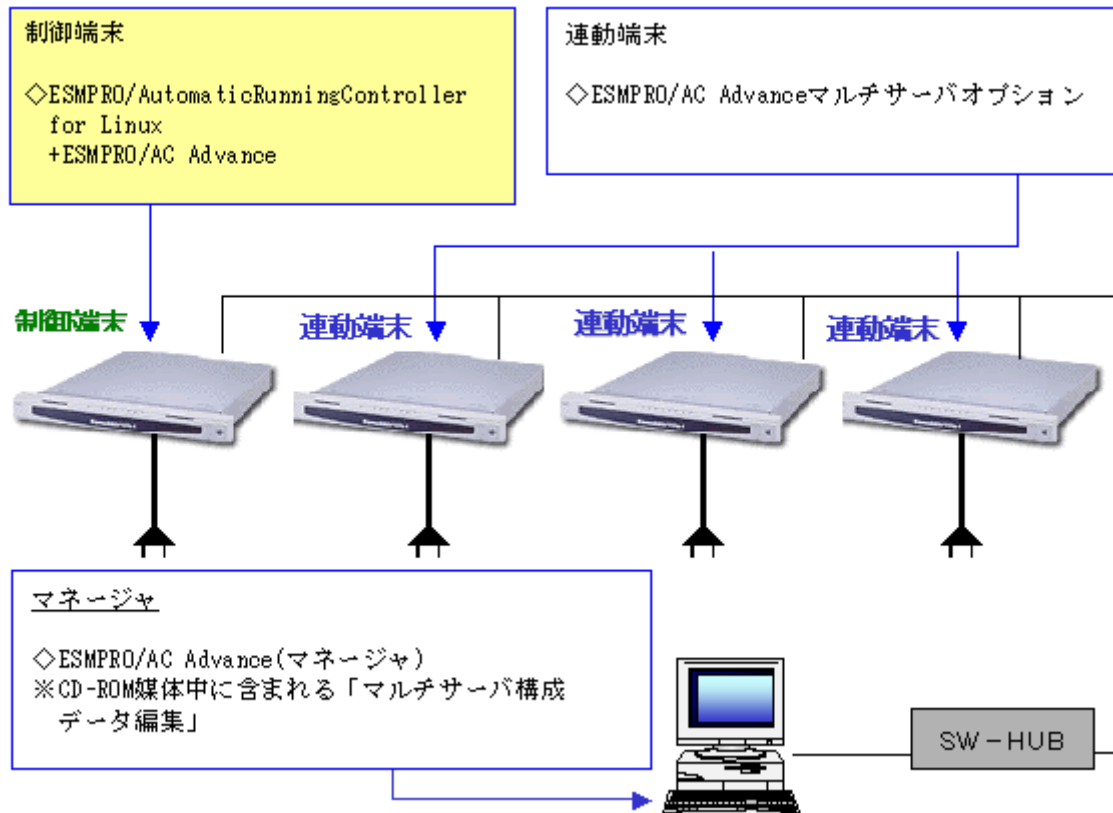 制御端末
◇ESMPRO/AutomaticRunningController
for Linux
+ESMPRO/AC Advance
連動端末
◇ESMPRO/AC Advanceマルチサーバオプション
制御端末
連動端末
連動端末
連動端末
マネージャ
◇ESMPRO/AC Advance(マネージャ)
※CD-ROM媒体中に含まれる「マルチサーバ構成
データ編集」
SW－HUB